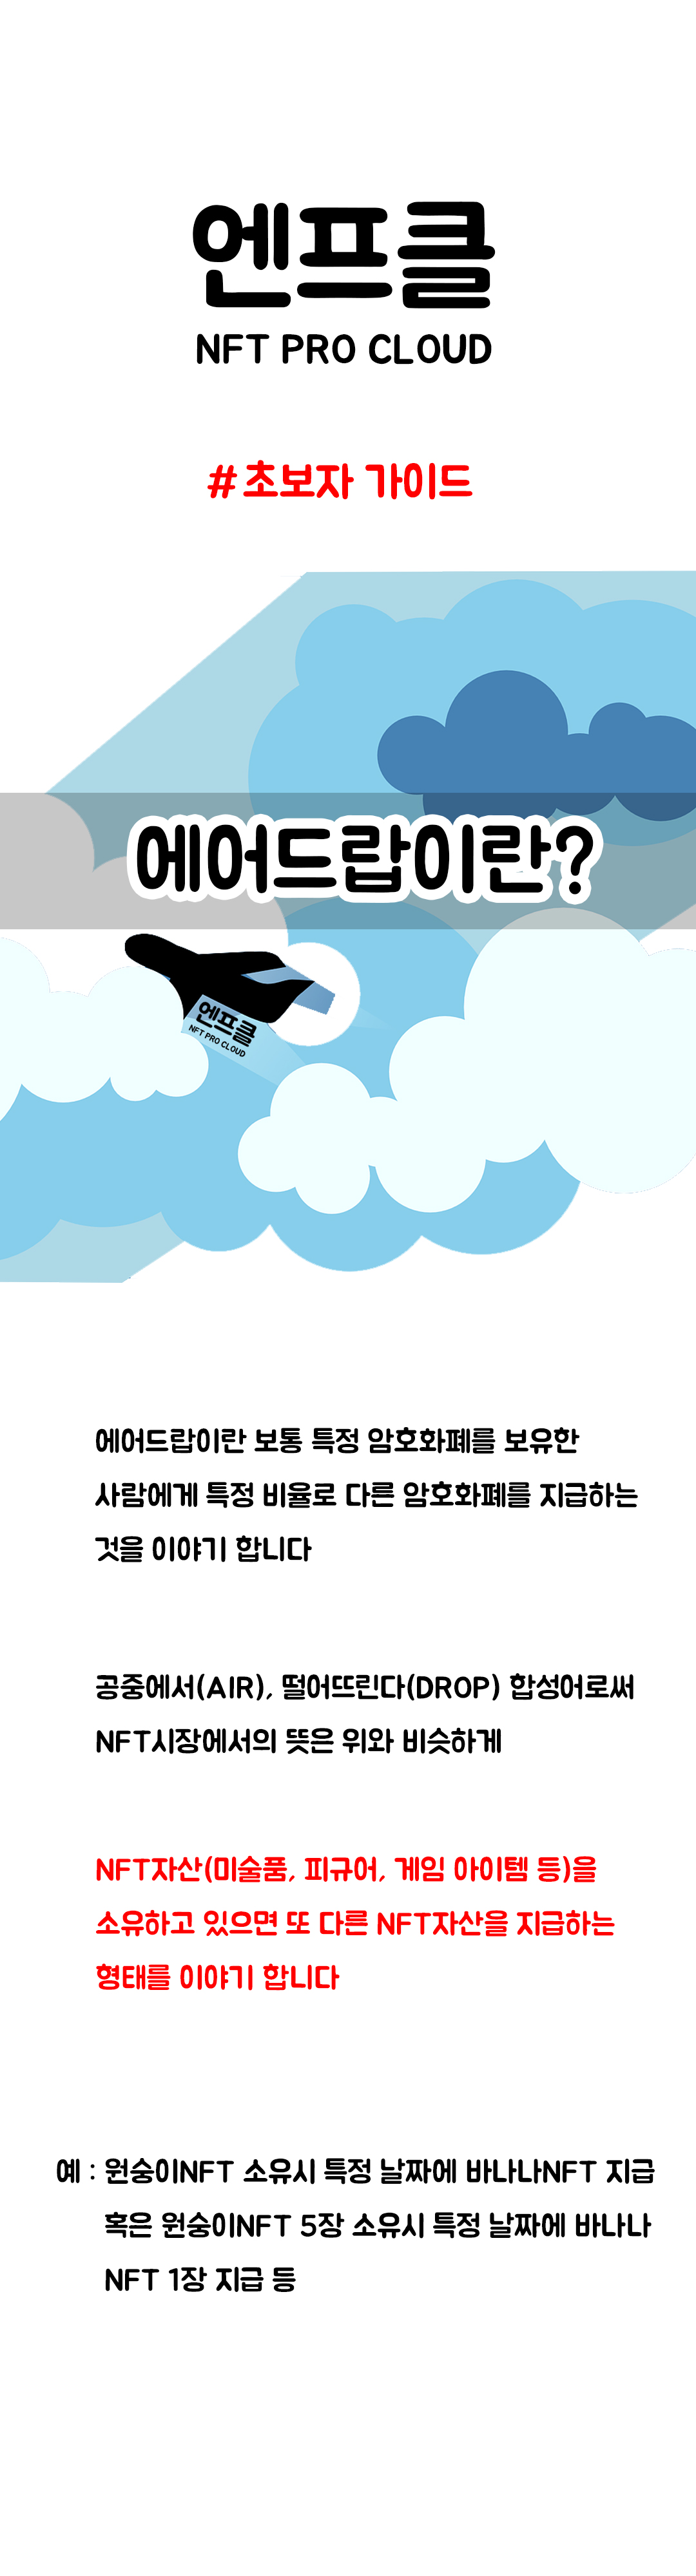 엔프클
NFT PRO CLOUD
#초보자 가이드
에어드랍이란?
엔프클
NFT PRO CLOUD
에어드랍이란 보통 특정 암호화폐를 보유한
사람에게 특정 비율로 다른 암호화폐를 지급하는
것을 이야기 합니다
공중에서(AIR), 떨어뜨린다(DROP) 합성어로써
NFT시장에서의 뜻은 위와 비슷하게
NFT자산(미술품, 피규어, 게임 아이템 등)을
소유하고 있으면 또 다른 NFT자산을 지급하는
형태를 이야기 합니다
예 : 원숭이NFT 소유시 특정 날짜에 바나나NFT 지급
혹은 원숭이NFT 5장 소유시 특정 날짜에 바나나
NFT 1장 지급 등